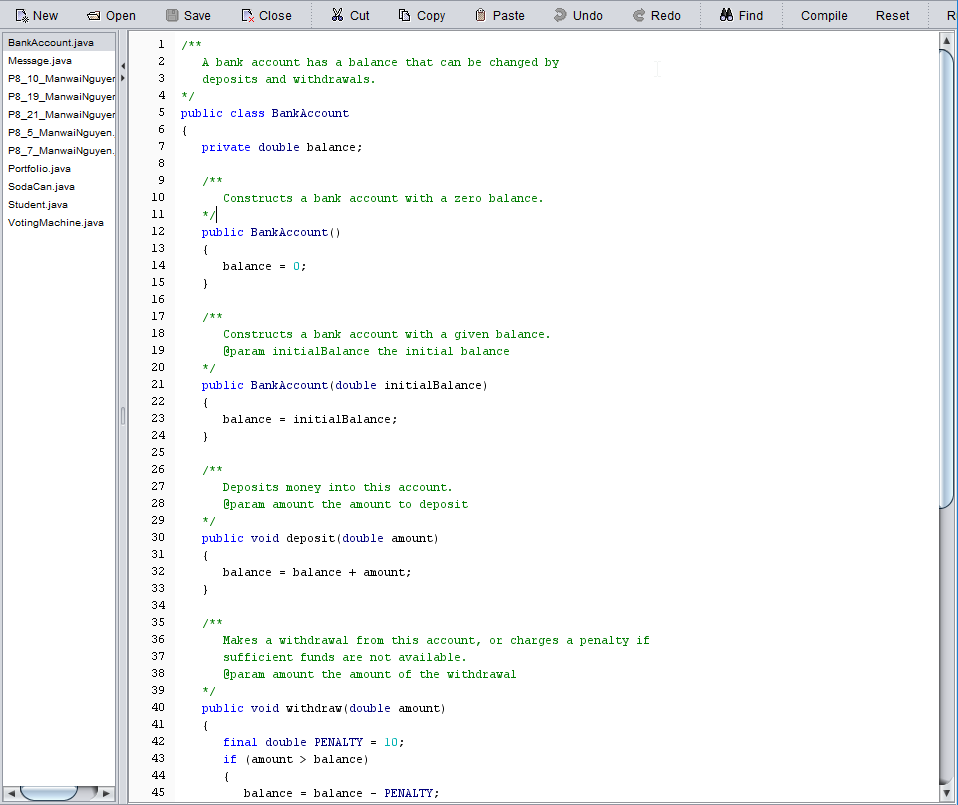 New Open Save Close Cut Copy Paste Undo Redo Find Compile Reset R
BankAccount.java
Message.java
P8_10_ManwaiNguyen
P8_19_ManwaiNguyen
P8_21_ManwaiNguyen
P8_5_ManwaiNguyen.
P8_7_ManwaiNguyen.
Portfolio.java
SodaCan.java
Student.java
VotingMachine.java
1 /**
2 A bank account has a balance that can be changed by
3 deposits and withdrawals.
4 */
5 public class BankAccount
6 {
7 private double balance;
8
9 /**
10 Constructs a bank account with a zero balance.
11 */
12 public BankAccount()
13 {
14 balance = 0;
15 }
16
17 /**
18 Constructs a bank account with a given balance.
19 @param initialBalance the initial balance
20 */
21 public BankAccount(double initialBalance)
22 {
23 balance = initialBalance;
24 }
25
26 /**
27 Deposits money into this account.
28 @param amount the amount to deposit
29 */
30 public void deposit(double amount)
31 {
32 balance = balance + amount;
33 }
34
35 /**
36 Makes a withdrawal from this account, or charges a penalty if
37 sufficient funds are not available.
38 @param amount the amount of the withdrawal
39 */
40 public void withdraw(double amount)
41 {
42 final double PENALTY = 10;
43 if (amount > balance)
44 {
45 balance = balance - PENALTY;